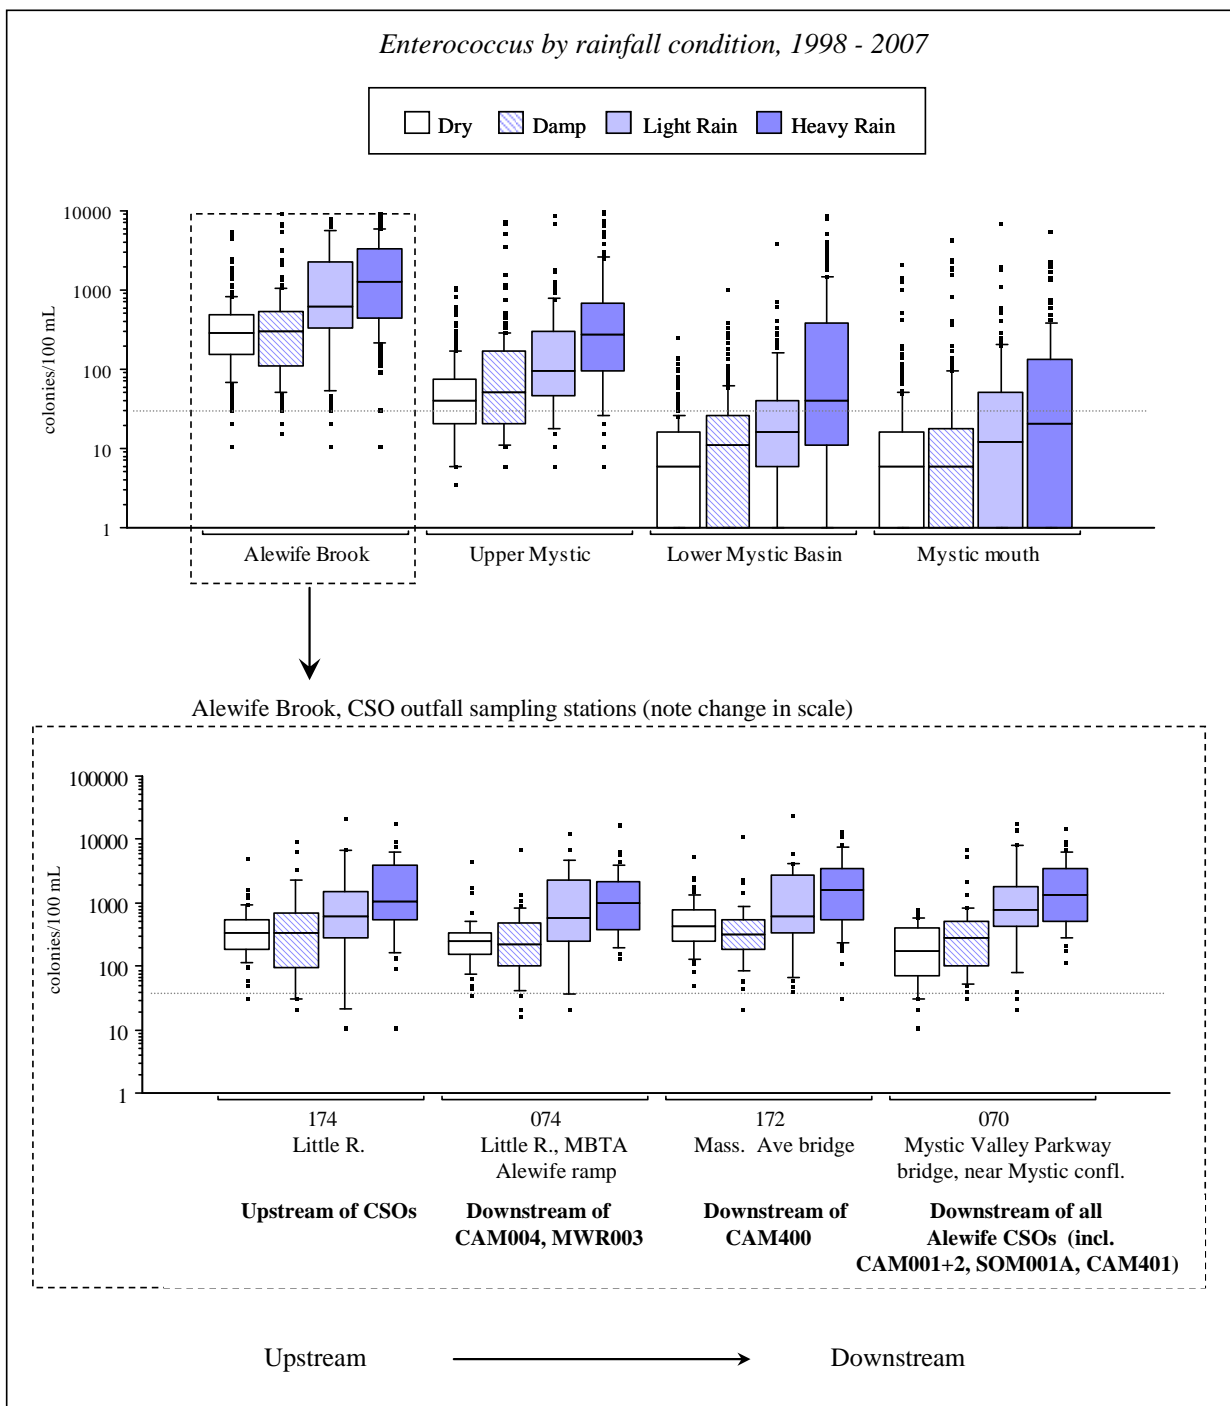 Enterococcus by rainfall condition, 1998 - 2007
Dry Damp Light Rain Heavy Rain
10000
1000
100
10
1
colonies/100 mL
Alewife Brook Upper Mystic Lower Mystic Basin Mystic mouth
Alewife Brook, CSO outfall sampling stations (note change in scale)
100000
10000
1000
100
10
1
colonies/100 mL
174 074 172 070
Little R. Little R., MBTA Mass. Ave bridge Mystic Valley Parkway
Alewife ramp bridge, near Mystic confl.
Upstream of CSOs Downstream of Downstream of Downstream of all
CAM004, MWR003 CAM400 Alewife CSOs (incl.
CAM001+2, SOM001A, CAM401)
Upstream Downstream